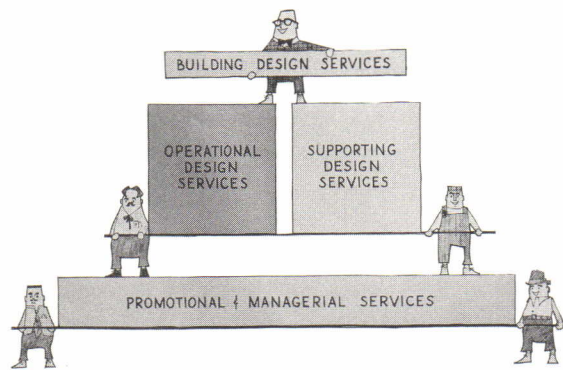 BUILDING DESIGN SERVICES
OPERATIONAL
DESIGN
SERVICES
SUPPORTING
DESIGN
SERVICES
PROMOTIONAL & MANAGERIAL SERVICES